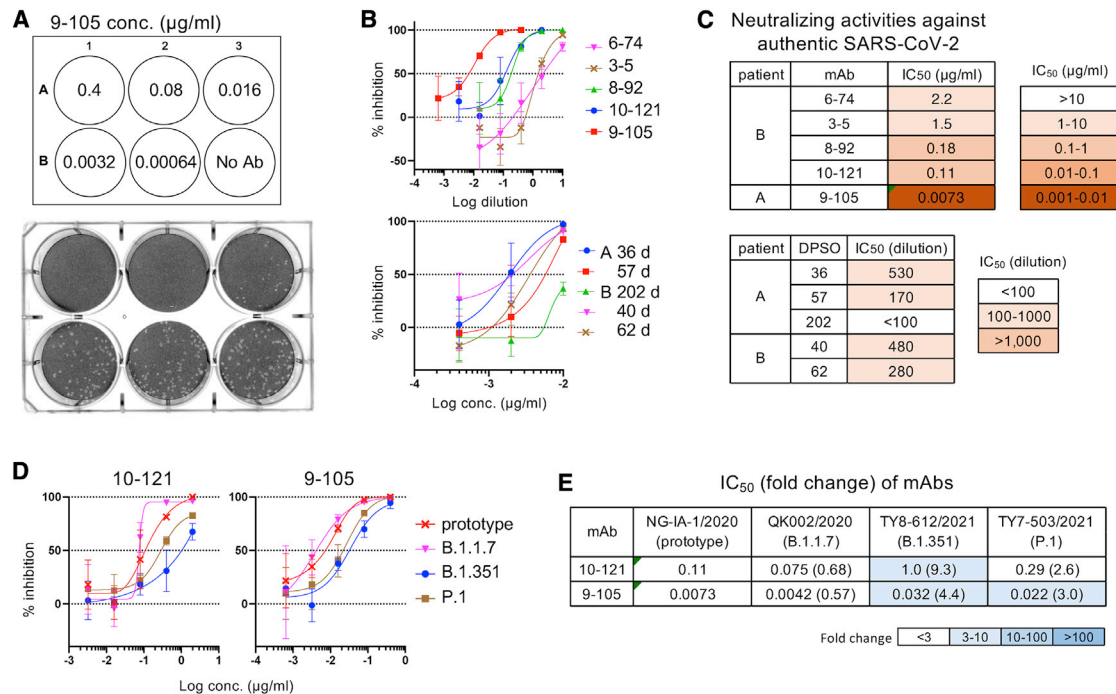 A
9-105 conc. (µg/ml)
1 2 3
A 0.4 0.08 0.016
B 0.0032 0.00064 No Ab
B
% inhibition
100
50
0
-50
-4 -3 -2 -1 0 1
Log dilution
6-74
3-5
8-92
10-121
9-105
% inhibition
100
50
0
-4 -3 -2
Log conc. (µg/ml)
A 36 d
57 d
B 202 d
40 d
62 d
C
Neutralizing activities against
authentic SARS-CoV-2
patient mAb IC50 (µg/ml)
B
6-74 2.2
3-5 1.5
8-92 0.18
10-121 0.11
A 9-105 0.0073
IC50 (µg/ml)
>10
1-10
0.1-1
0.01-0.1
0.001-0.01
patient DPSO IC50 (dilution)
A
36 530
57 170
202 <100
B
40 480
62 280
IC50 (dilution)
<100
100-1000
>1,000
D
10-121
% inhibition
100
50
0
-3 -2 -1 0 1
9-105
100
50
0
-4 -3 -2 -1 0
Log conc. (µg/ml)
prototype
B.1.1.7
B.1.351
P.1
E
IC50 (fold change) of mAbs
mAb NG-IA-1/2020 (prototype) QK002/2020 (B.1.1.7) TY8-612/2021 (B.1.351) TY7-503/2021 (P.1)
10-121 0.11 0.075 (0.68) 1.0 (9.3) 0.29 (2.6)
9-105 0.0073 0.0042 (0.57) 0.032 (4.4) 0.022 (3.0)
Fold change <3 3-10 10-100 >100